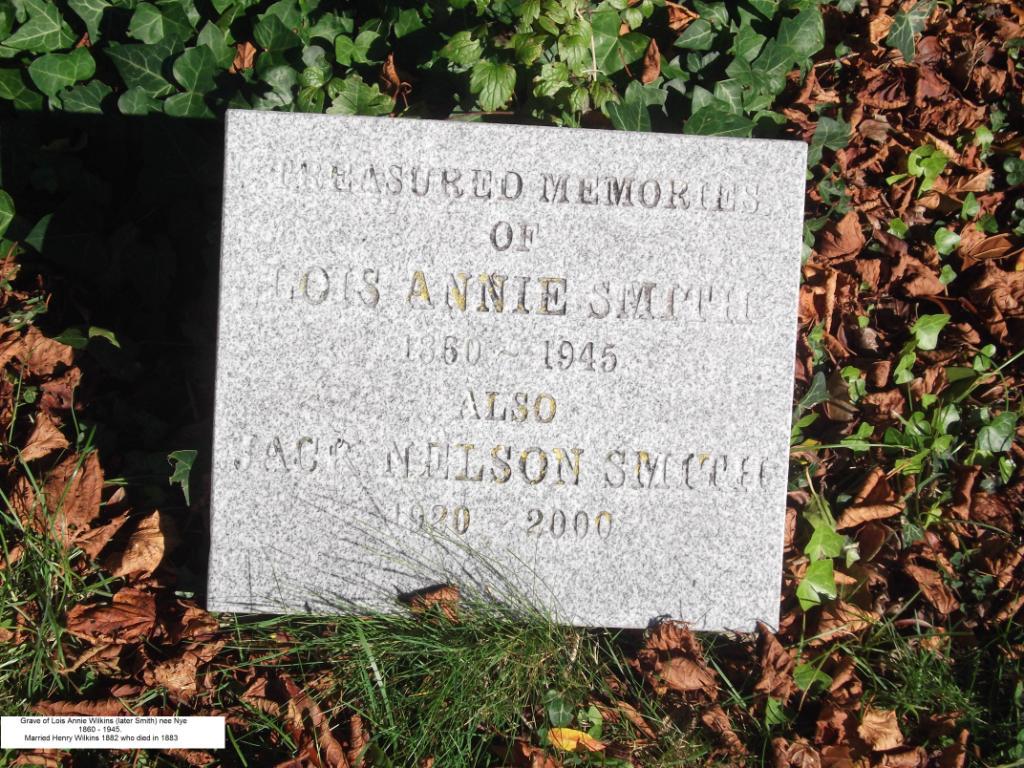 TREASURED MEMORIES
OF
LOIS ANNIE SMITH
1860 ~ 1945
ALSO
JACK NELSON SMITH
1920 ~ 2000
Grave of Lois Annie Wilkins (later Smith) nee Nye
1860 - 1945.
Married Henry Wilkins 1882 who died in 1883